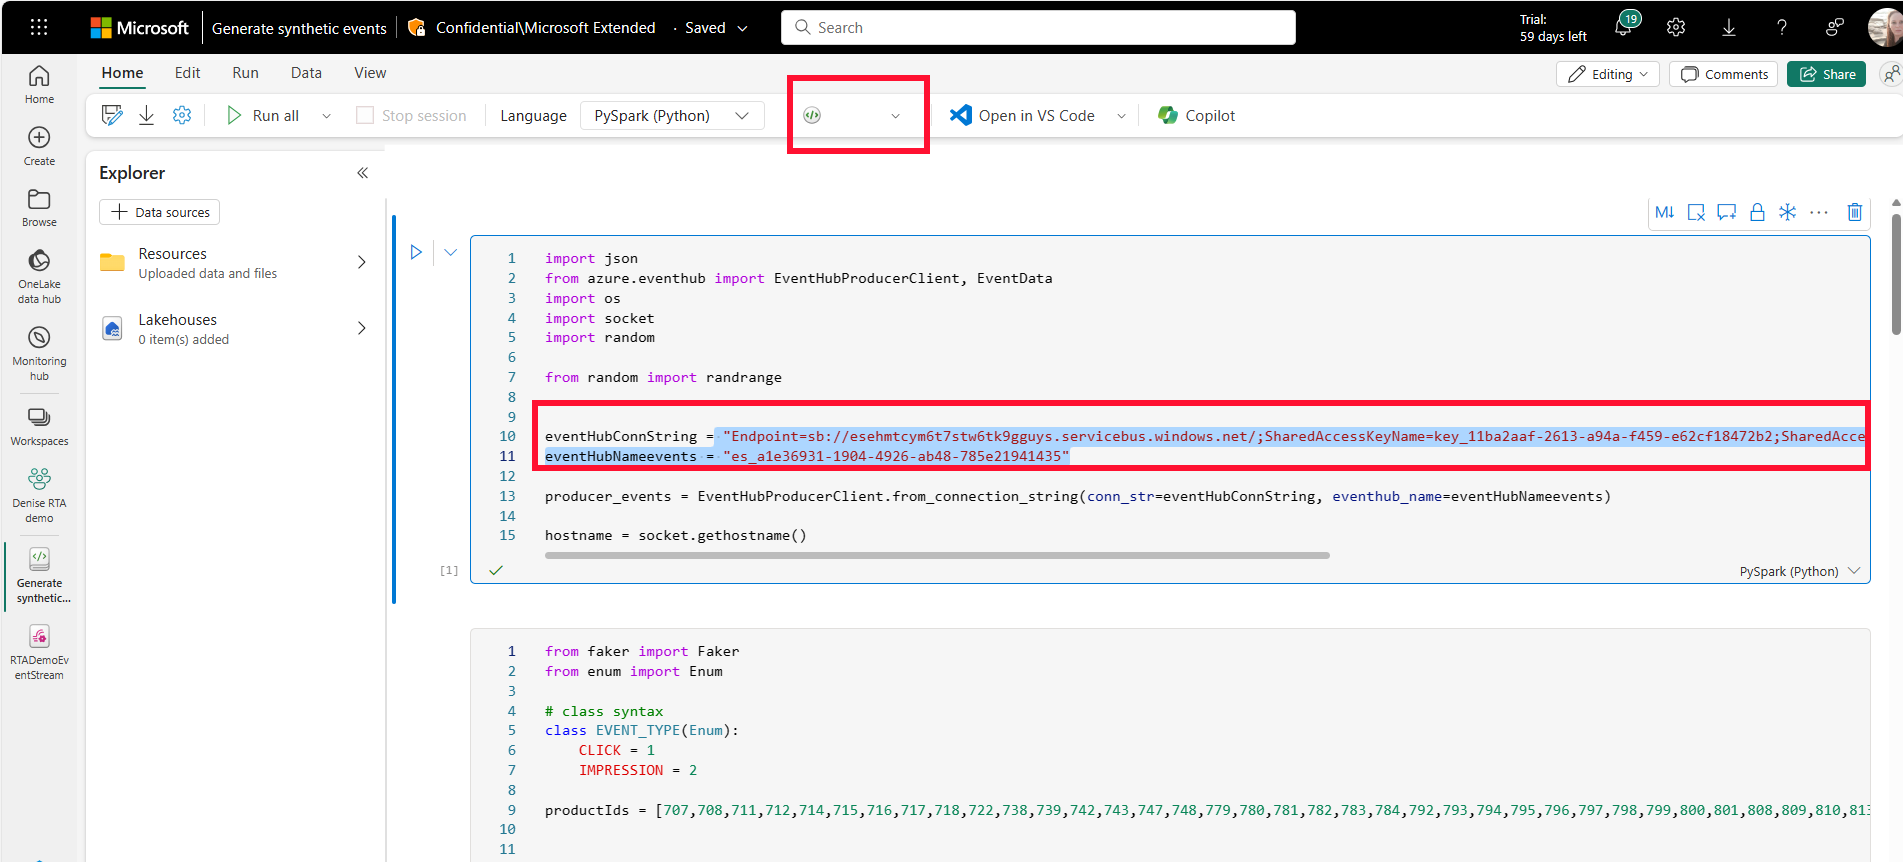 Microsoft
Generate synthetic events
Confidential\Microsoft Extended · Saved
Search
Trial:
59 days left
19
Home Edit Run Data View
Editing
Comments
Share
Run all
Stop session
Language
PySpark (Python)
Open in VS Code
Copilot
Home
Create
Browse
OneLake
data hub
Monitoring
hub
Workspaces
Denise RTA
demo
Generate
synthetic...
RTADemoEv
entStream
Explorer
Data sources
Resources
Uploaded data and files
Lakehouses
0 item(s) added
M↓
1 import json
2 from azure.eventhub import EventHubProducerClient, EventData
3 import os
4 import socket
5 import random
6
7 from random import randrange
8
9
10 eventHubConnString = "Endpoint=sb://esehmtcym6t7stw6tk9gguys.servicebus.windows.net/;SharedAccessKeyName=key_11ba2aaf-2613-a94a-f459-e62cf18472b2;SharedAcce
11 eventHubNameevents = "es_a1e36931-1904-4926-ab48-785e21941435"
12
13 producer_events = EventHubProducerClient.from_connection_string(conn_str=eventHubConnString, eventhub_name=eventHubNameevents)
14
15 hostname = socket.gethostname()
[1]
PySpark (Python)
1 from faker import Faker
2 from enum import Enum
3
4 # class syntax
5 class EVENT_TYPE(Enum):
6 CLICK = 1
7 IMPRESSION = 2
8
9 productIds = [707,708,711,712,714,715,716,717,718,722,738,739,742,743,747,748,779,780,781,782,783,784,792,793,794,795,796,797,798,799,800,801,808,809,810,813
10
11